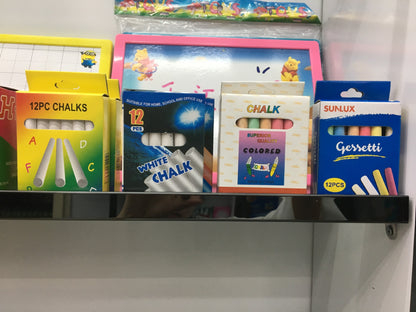 12PC CHALKS
A
F
D
E
C
B
SUITABLE FOR HOME, SCHOOL AND OFFICE USE
12
PCS
WHITE
CHALK
CHALK
SUPERIOR
COLORED
SUNLUX
Gessetti
12PCS